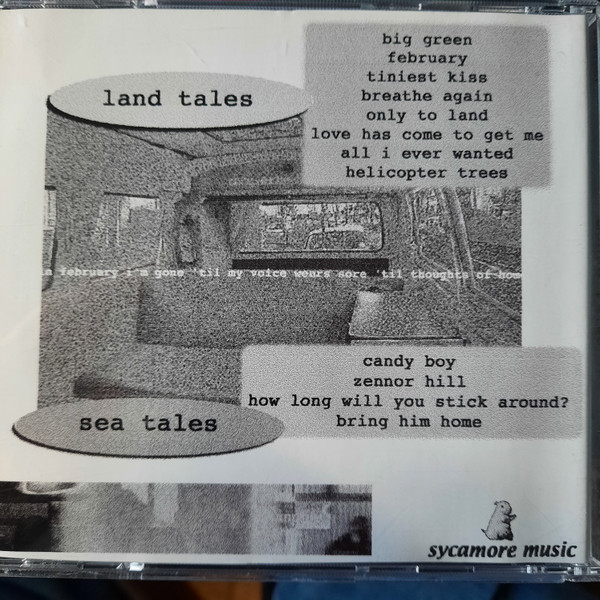 land tales
big green
february
tiniest kiss
breathe again
only to land
love has come to get me
all i ever wanted
helicopter trees
february i'm gone 'til my voice wears sore 'til thoughts of
candy boy
zennor hill
how long will you stick around?
bring him home
sea tales
sycamore music